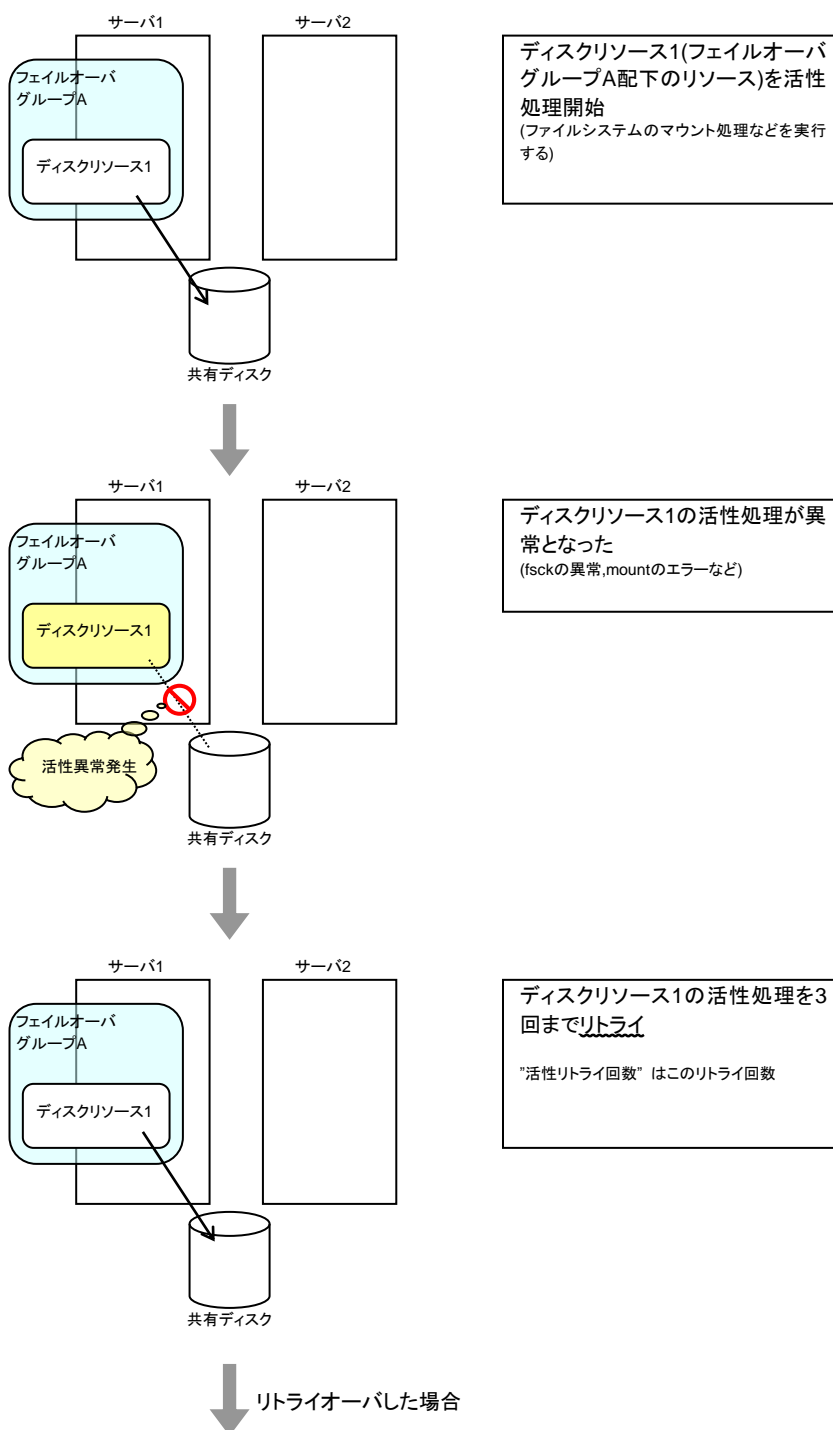 サーバ1
サーバ2
フェイルオーバ
グループA
ディスクリソース1
共有ディスク
ディスクリソース1(フェイルオーバ
グループA配下のリソース)を活性
処理開始
(ファイルシステムのマウント処理などを実行
する)
サーバ1
サーバ2
フェイルオーバ
グループA
ディスクリソース1
活性異常発生
共有ディスク
ディスクリソース1の活性処理が異
常となった
(fsckの異常,mountのエラーなど)
サーバ1
サーバ2
フェイルオーバ
グループA
ディスクリソース1
共有ディスク
ディスクリソース1の活性処理を3
回までリトライ
”活性リトライ回数” はこのリトライ回数
リトライオーバした場合